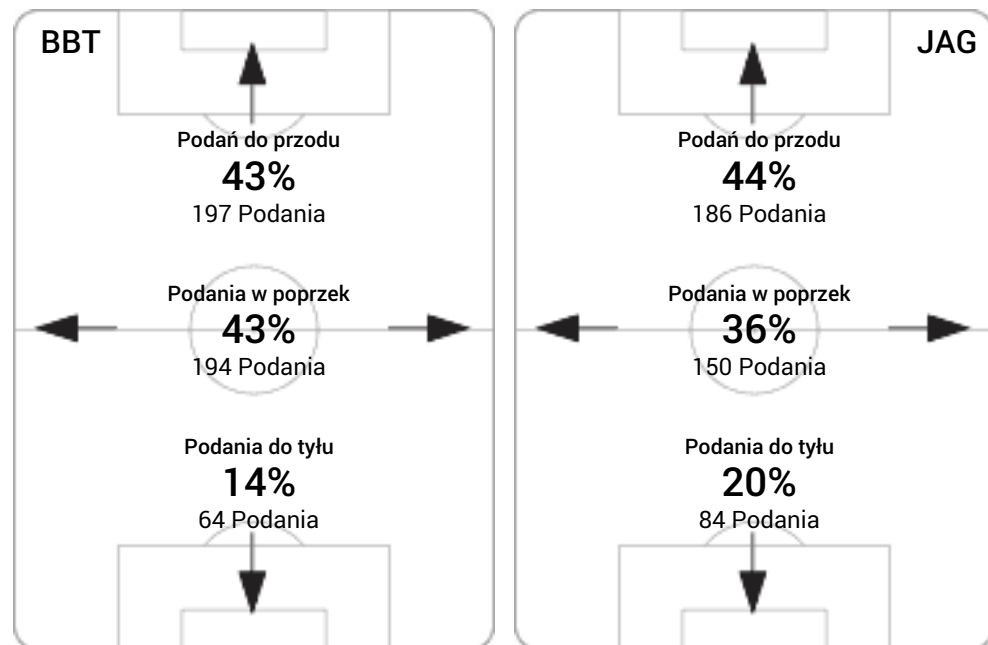 BBT
Podań do przodu
43%
197 Podania
Podania w poprzek
43%
194 Podania
Podania do tyłu
14%
64 Podania
JAG
Podań do przodu
44%
186 Podania
Podania w poprzek
36%
150 Podania
Podania do tyłu
20%
84 Podania